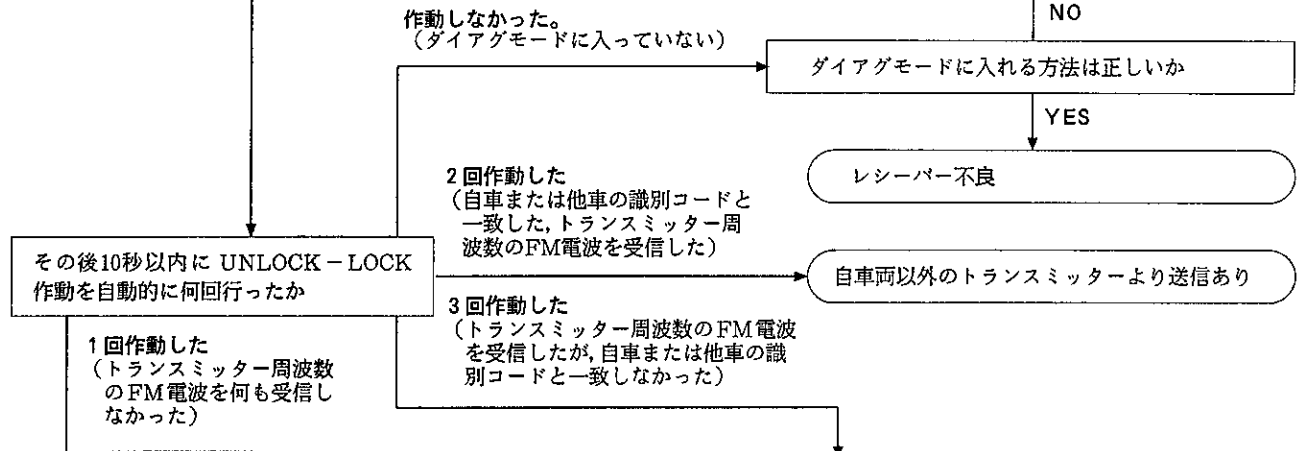 作動しなかった。
（ダイアグモードに入っていない）
NO
ダイアグモードに入れる方法は正しいか
YES
レシーバー不良
2回作動した
（自車または他車の識別コードと
一致した，トランスミッター周
波数のFM電波を受信した）
その後10秒以内に UNLOCK－LOCK
作動を自動的に何回行ったか
自車両以外のトランスミッターより送信あり
3回作動した
（トランスミッター周波数のFM電波
を受信したが，自車または他車の識
別コードと一致しなかった）
1回作動した
（トランスミッター周波数
のFM電波を何も受信し
なかった）